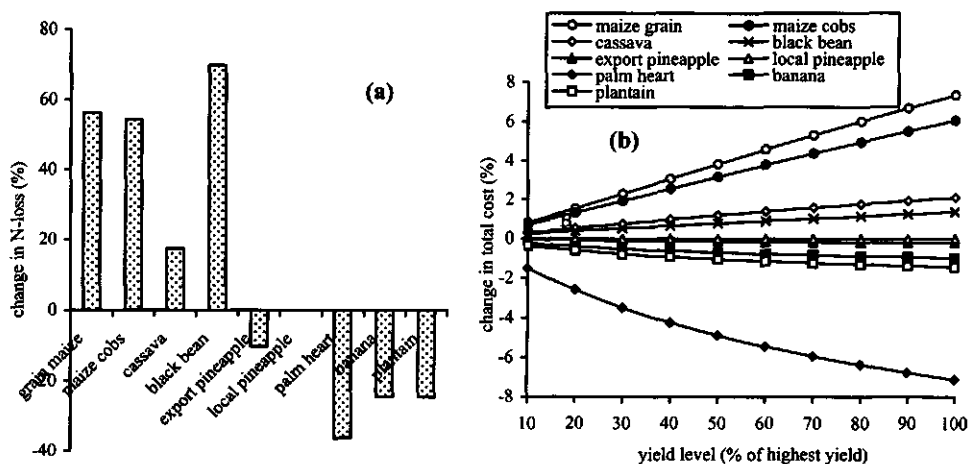 (a)
change in N-loss (%)
80
60
40
20
0
-20
-40
grain maize
maize cobs
cassava
black bean
export pineapple
local pineapple
palm heart
banana
plantain
maize grain
maize cobs
cassava
black bean
export pineapple
local pineapple
palm heart
banana
plantain
(b)
change in total cost (%)
8
6
4
2
0
-2
-4
-6
-8
10 20 30 40 50 60 70 80 90 100
yield level (% of highest yield)